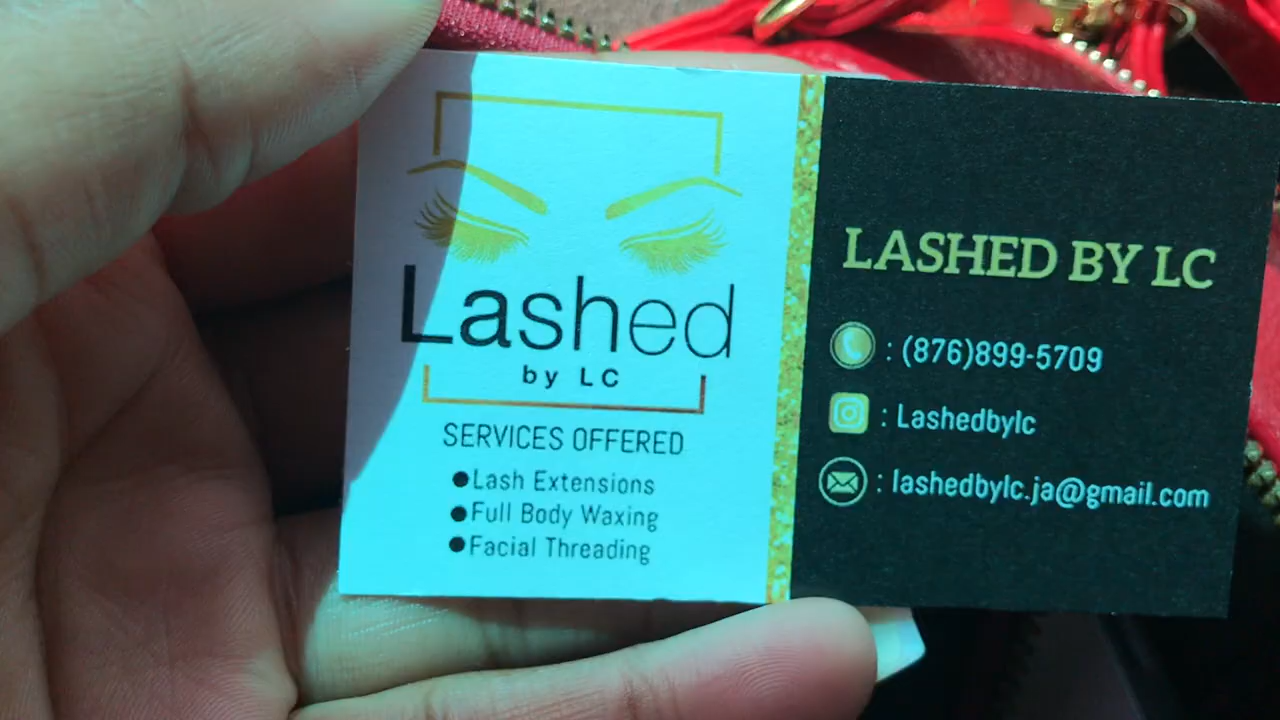 Lashed
by LC
SERVICES OFFERED
●Lash Extensions
●Full Body Waxing
●Facial Threading
LASHED BY LC
: (876)899-5709
: Lashedbylc
: lashedbylc.ja@gmail.com